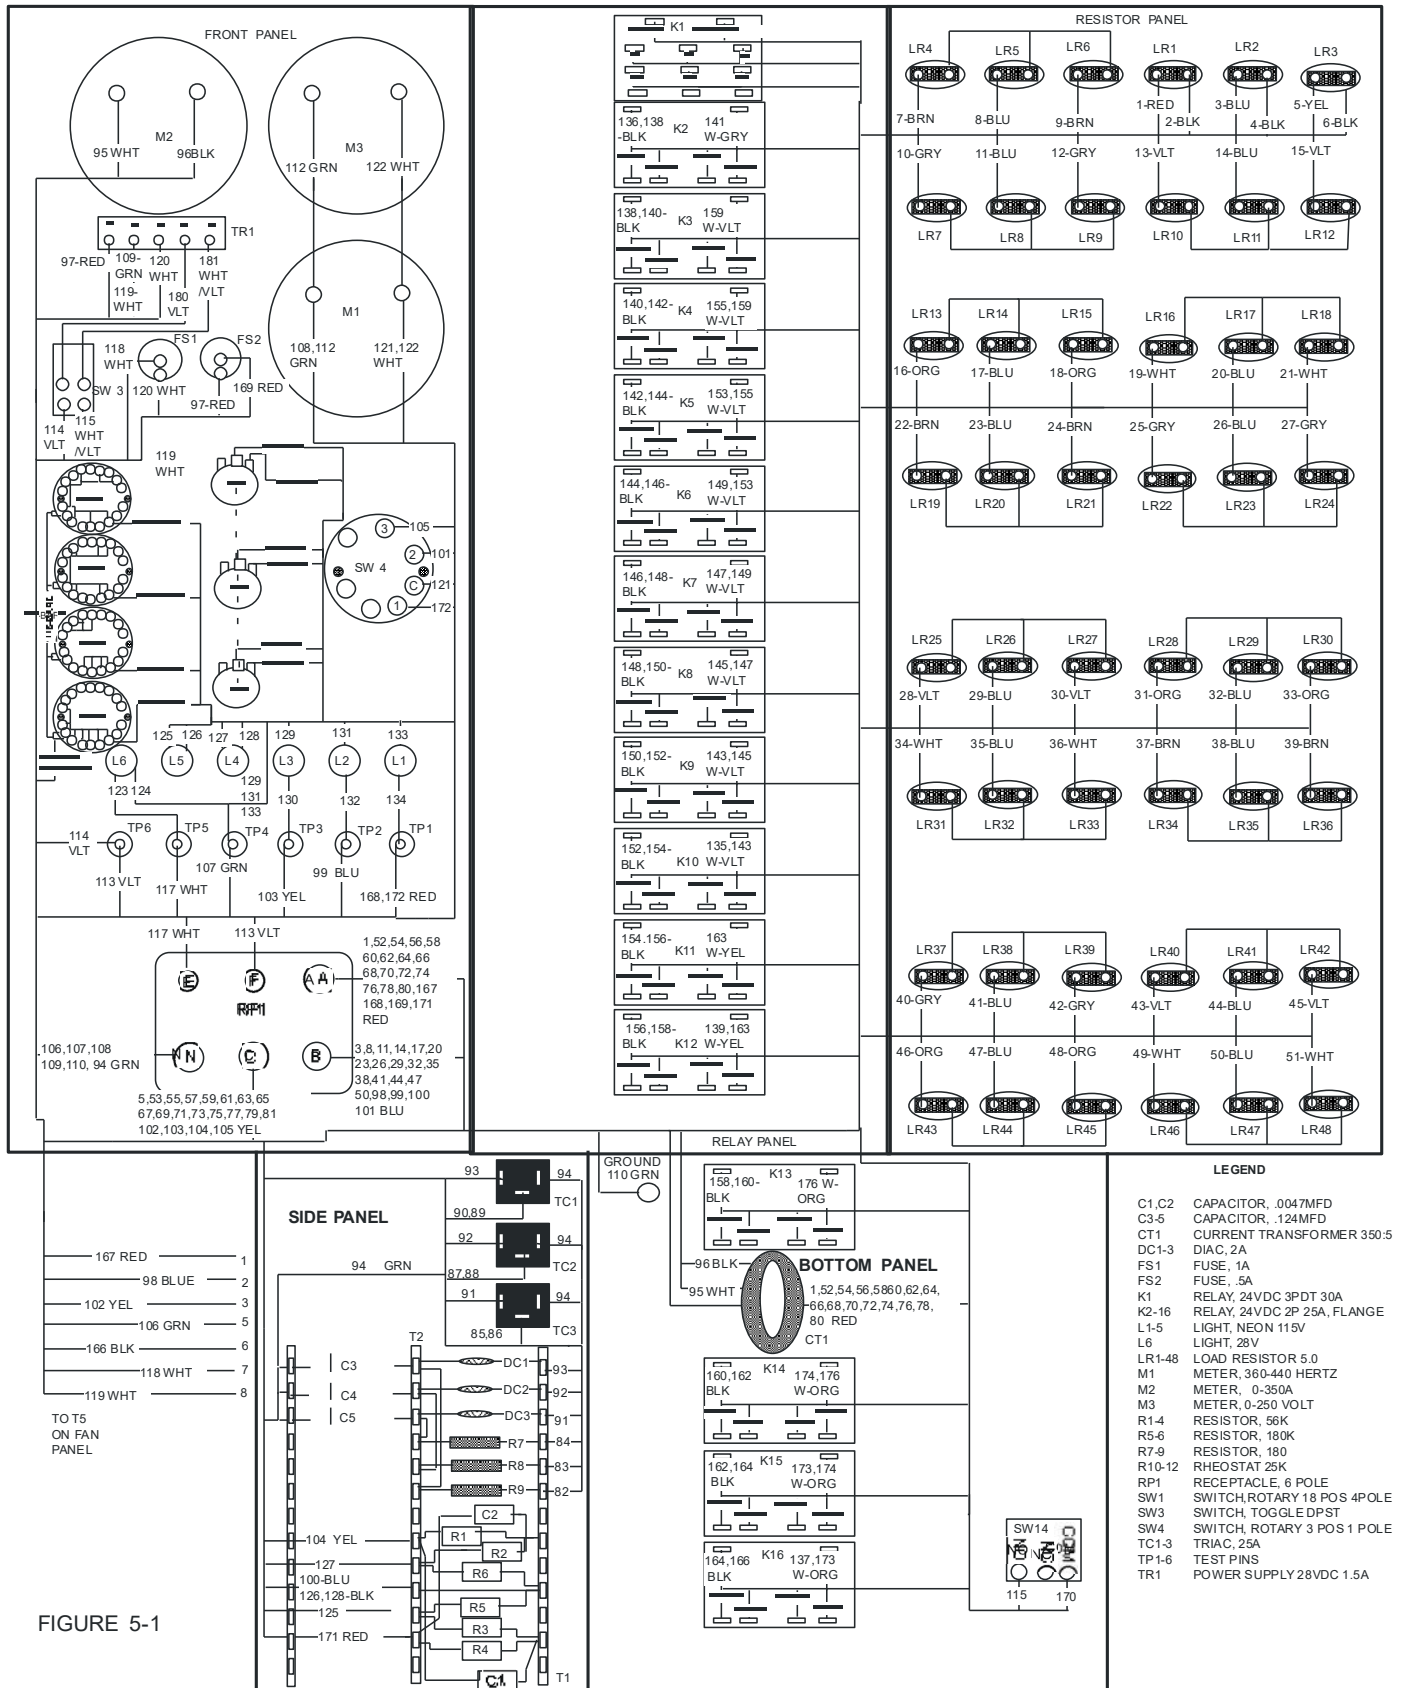 FRONT PANEL
M2
95 WHT
96BLK
M3
112 GRN
122 WHT
TR1
97-RED
109-
GRN
119-
WHT
120
WHT
180
VLT
181
WHT
/VLT
M1
108,112
GRN
121,122
WHT
118
WHT
FS1
FS2
SW 3
120 WHT
169 RED
97-RED
114
VLT
115
WHT
/VLT
119
WHT
3
105
2
101
SW 4
C
121
1
172
125
126
127
128
129
131
133
L6
L5
L4
L3
L2
L1
123
124
129
131
133
130
132
134
114
VLT
TP6
TP5
TP4
TP3
TP2
TP1
107 GRN
99 BLU
113 VLT
117 WHT
103 YEL
168,172 RED
117 WHT
113 VLT
1,52,54,56,58
60,62,64,66
68,70,72,74
76,78,80,167
168,169,171
RED
E
F
A A
RP1
106,107,108
109,110, 94 GRN
N N
B
3,8,11,14,17,20
23,26,29,32,35
38,41,44,47
50,98,99,100
101 BLU
5,53,55,57,59,61,63,65
67,69,71,73,75,77,79,81
102,103,104,105 YEL
K1
136,138
-BLK
K2
141
W-GRY
138,140-
BLK
K3
159
W-VLT
140,142-
BLK
K4
155,159
W-VLT
142,144-
BLK
K5
153,155
W-VLT
144,146-
BLK
K6
149,153
W-VLT
146,148-
BLK
K7
147,149
W-VLT
148,150-
BLK
K8
145,147
W-VLT
150,152-
BLK
K9
143,145
W-VLT
152,154-
BLK
K10
135,143
W-VLT
154.156-
BLK
K11
163
W-YEL
156,158-
BLK
K12
139,163
W-YEL
RELAY PANEL
RESISTOR PANEL
LR4
LR5
LR6
LR1
LR2
LR3
7-BRN
8-BLU
9-BRN
1-RED
2-BLK
3-BLU
4-BLK
5-YEL
6-BLK
10-GRY
11-BLU
12-GRY
13-VLT
14-BLU
15-VLT
LR7
LR8
LR9
LR10
LR11
LR12
LR13
LR14
LR15
LR16
LR17
LR18
16-ORG
17-BLU
18-ORG
19-WHT
20-BLU
21-WHT
22-BRN
23-BLU
24-BRN
25-GRY
26-BLU
27-GRY
LR19
LR20
LR21
LR22
LR23
LR24
LR25
LR26
LR27
LR28
LR29
LR30
28-VLT
29-BLU
30-VLT
31-ORG
32-BLU
33-ORG
34-WHT
35-BLU
36-WHT
37-BRN
38-BLU
39-BRN
LR31
LR32
LR33
LR34
LR35
LR36
LR37
LR38
LR39
LR40
LR41
LR42
40-GRY
41-BLU
42-GRY
43-VLT
44-BLU
45-VLT
46-ORG
47-BLU
48-ORG
49-WHT
50-BLU
51-WHT
LR43
LR44
LR45
LR46
LR47
LR48
167 RED
1
98 BLUE
2
102 YEL
3
106 GRN
5
166 BLK
6
118 WHT
7
119 WHT
8
TO T5
ON FAN
PANEL
FIGURE 5-1
SIDE PANEL
93
94
TC1
90,89
92
94
TC2
94 GRN
87,88
91
94
TC3
85,86
T2
C3
DC1
93
C4
DC2
92
C5
DC3
91
R7
84
R8
83
R9
82
C2
104 YEL
R1
R2
127
R6
100-BLU
126,128-BLK
125
R5
R3
171 RED
R4
C1
T1
GROUND
110 GRN
158,160-
BLK
K13
176 W-
ORG
96 BLK
BOTTOM PANEL
95 WHT
1,52,54,56,5860,62,64,
66,68,70,72,74,76,78,
80 RED
CT1
160,162
BLK
K14
174,176
W-ORG
162,164
BLK
K15
173,174
W-ORG
164,166
BLK
K16
137,173
W-ORG
SW14
COM
NO
NC
115
170
LEGEND
C1,C2 CAPACITOR, .0047MFD
C3-5 CAPACITOR, .124MFD
CT1 CURRENT TRANSFORMER 350:5
DC1-3 DIAC, 2A
FS1 FUSE, 1A
FS2 FUSE, .5A
K1 RELAY, 24VDC 3PDT 30A
K2-16 RELAY, 24VDC 2P 25A, FLANGE
L1-5 LIGHT, NEON 115V
L6 LIGHT, 28V
LR1-48 LOAD RESISTOR 5.0
M1 METER, 360-440 HERTZ
M2 METER, 0-350A
M3 METER, 0-250 VOLT
R1-4 RESISTOR, 56K
R5-6 RESISTOR, 180K
R7-9 RESISTOR, 180
R10-12 RHEOSTAT 25K
RP1 RECEPTACLE, 6 POLE
SW1 SWITCH,ROTARY 18 POS 4POLE
SW3 SWITCH, TOGGLE DPST
SW4 SWITCH, ROTARY 3 POS 1 POLE
TC1-3 TRIAC, 25A
TP1-6 TEST PINS
TR1 POWER SUPPLY 28VDC 1.5A